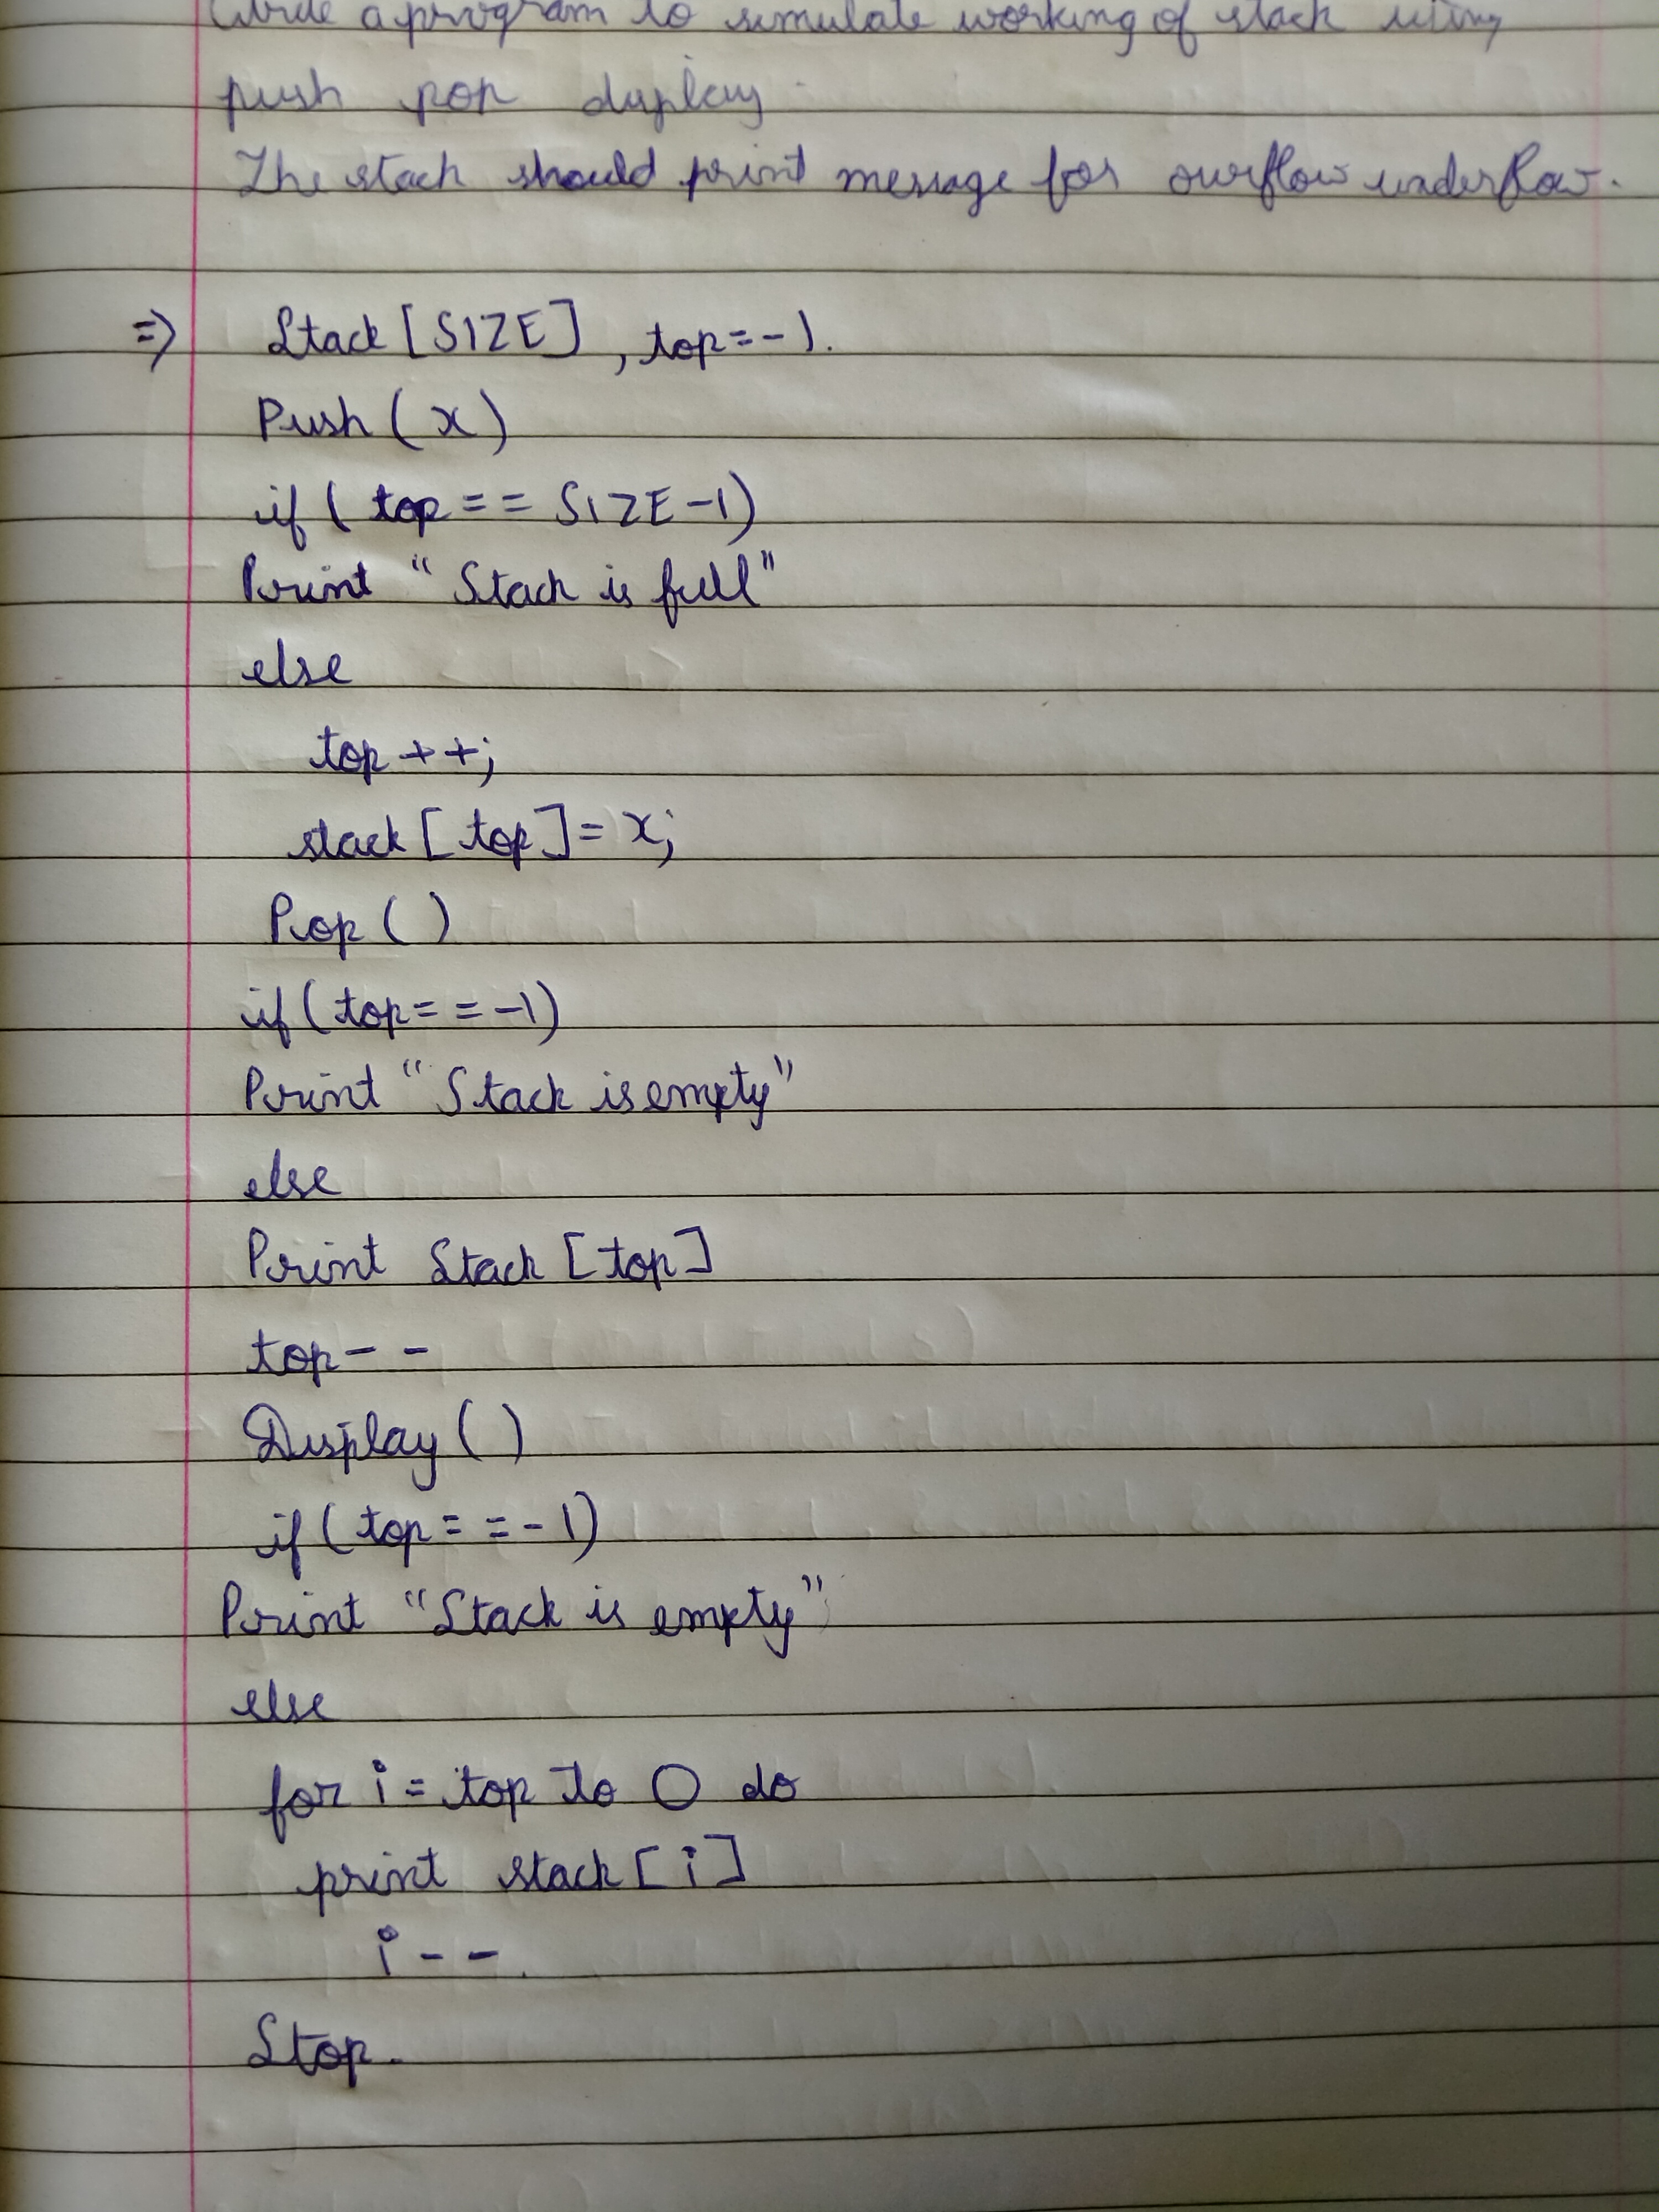 Write a program to simulate working of stack using
push pop display.
The stack should print message for overflow underflow.
=> Stack [SIZE], top=-1.
Push (x)
if ( top == SIZE-1)
Print "Stack is full"
else
top ++;
stack [top] = x;
Pop ( )
if (top == -1)
Print "Stack is empty"
else
Print Stack [top]
top--
Display ( )
if (top == -1)
Print "Stack is empty"
else
for i = top to 0 do
print stack [i]
i--.
Stop.